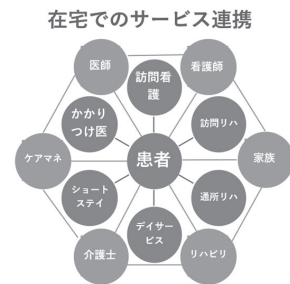 在宅でのサービス連携
医師
訪問看
護
看護師
かかり
つけ医
訪問リハ
ケアマネ
患者
家族
ショート
ステイ
通所リハ
デイサー
ビス
介護士
リハビリ